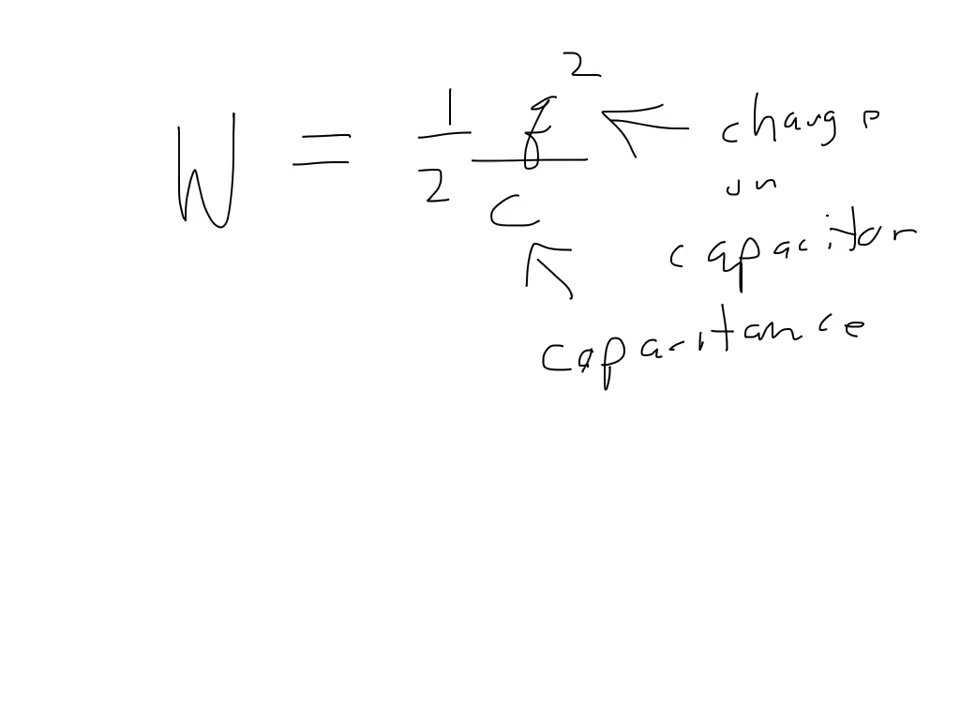 W = 1/2 q²/C
charge
on
capacitor
capacitance